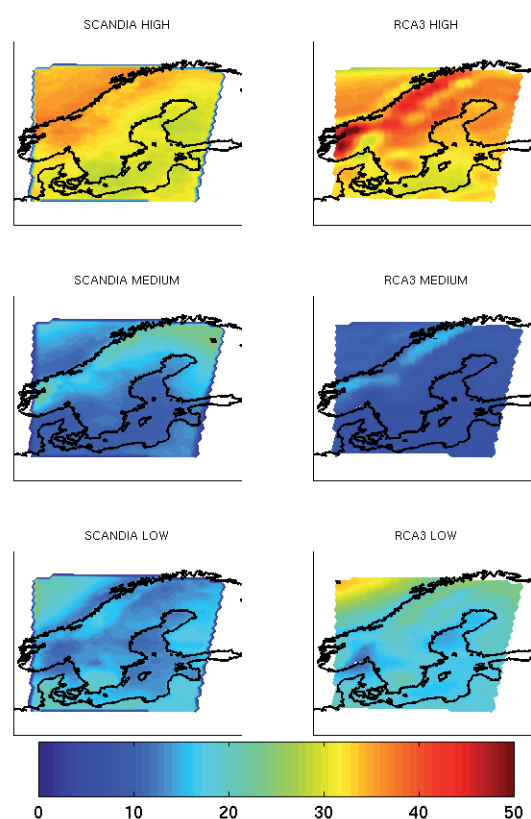 SCANDIA HIGH
RCA3 HIGH
SCANDIA MEDIUM
RCA3 MEDIUM
SCANDIA LOW
RCA3 LOW
0 10 20 30 40 50